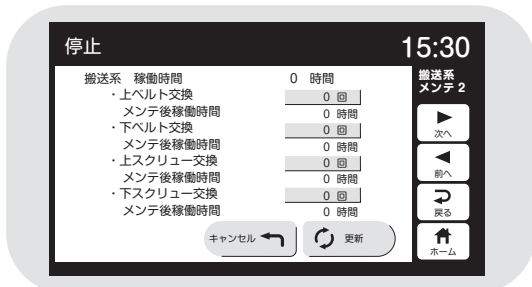 停止 15:30
搬送系 稼働時間 0 時間
・上ベルト交換 0 回
メンテ後稼働時間 0 時間
・下ベルト交換 0 回
メンテ後稼働時間 0 時間
・上スクリュー交換 0 回
メンテ後稼働時間 0 時間
・下スクリュー交換 0 回
メンテ後稼働時間 0 時間
キャンセル 更新
搬送系
メンテ 2
次へ
前へ
戻る
ホーム